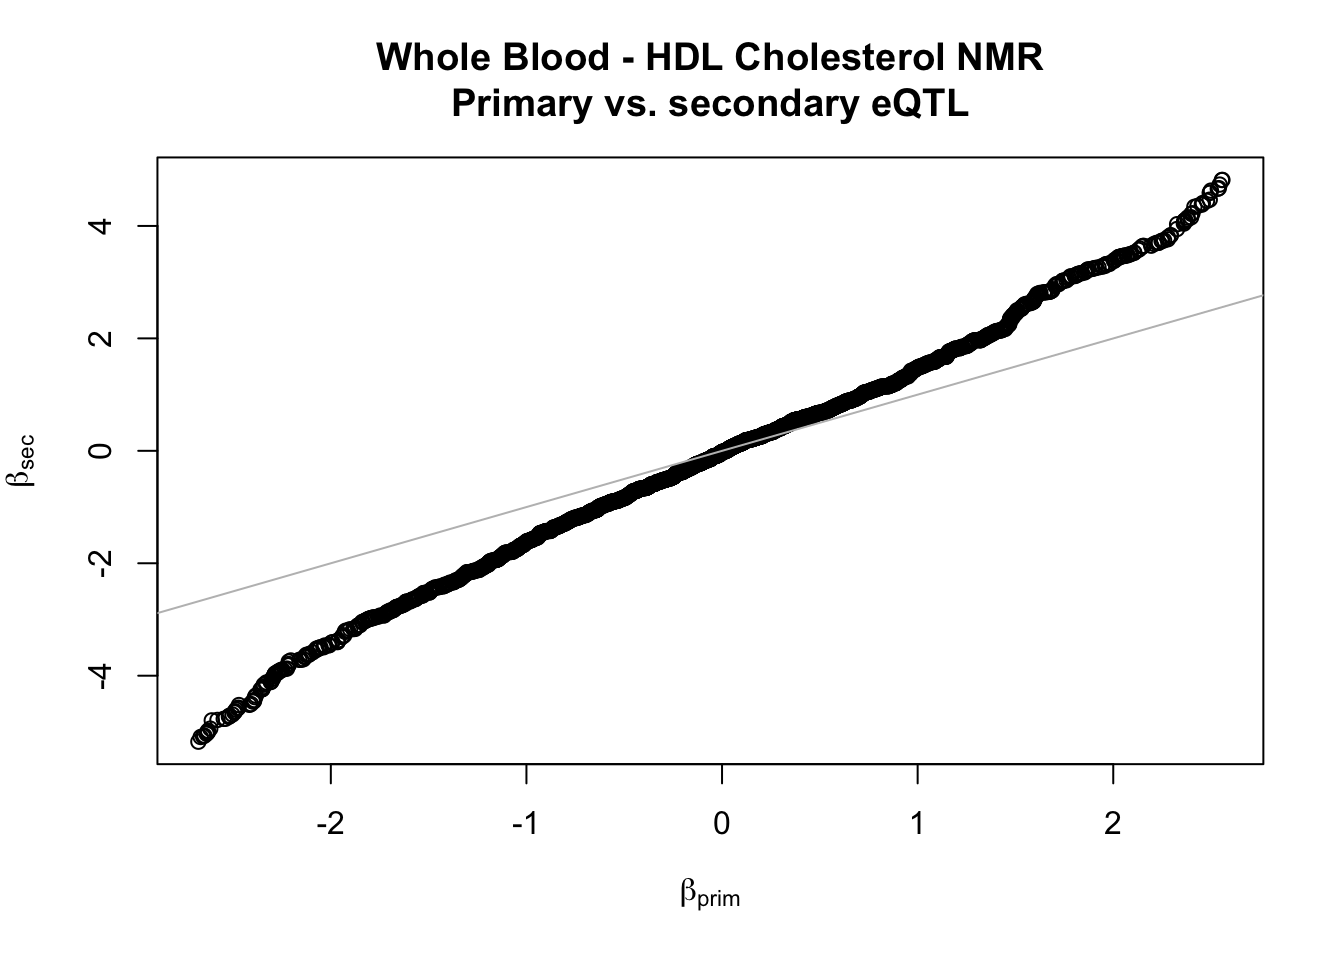 Whole Blood - HDL Cholesterol NMR
Primary vs. secondary eQTL
4
2
0
-2
-4
βsec
-2
-1
0
1
2
βprim